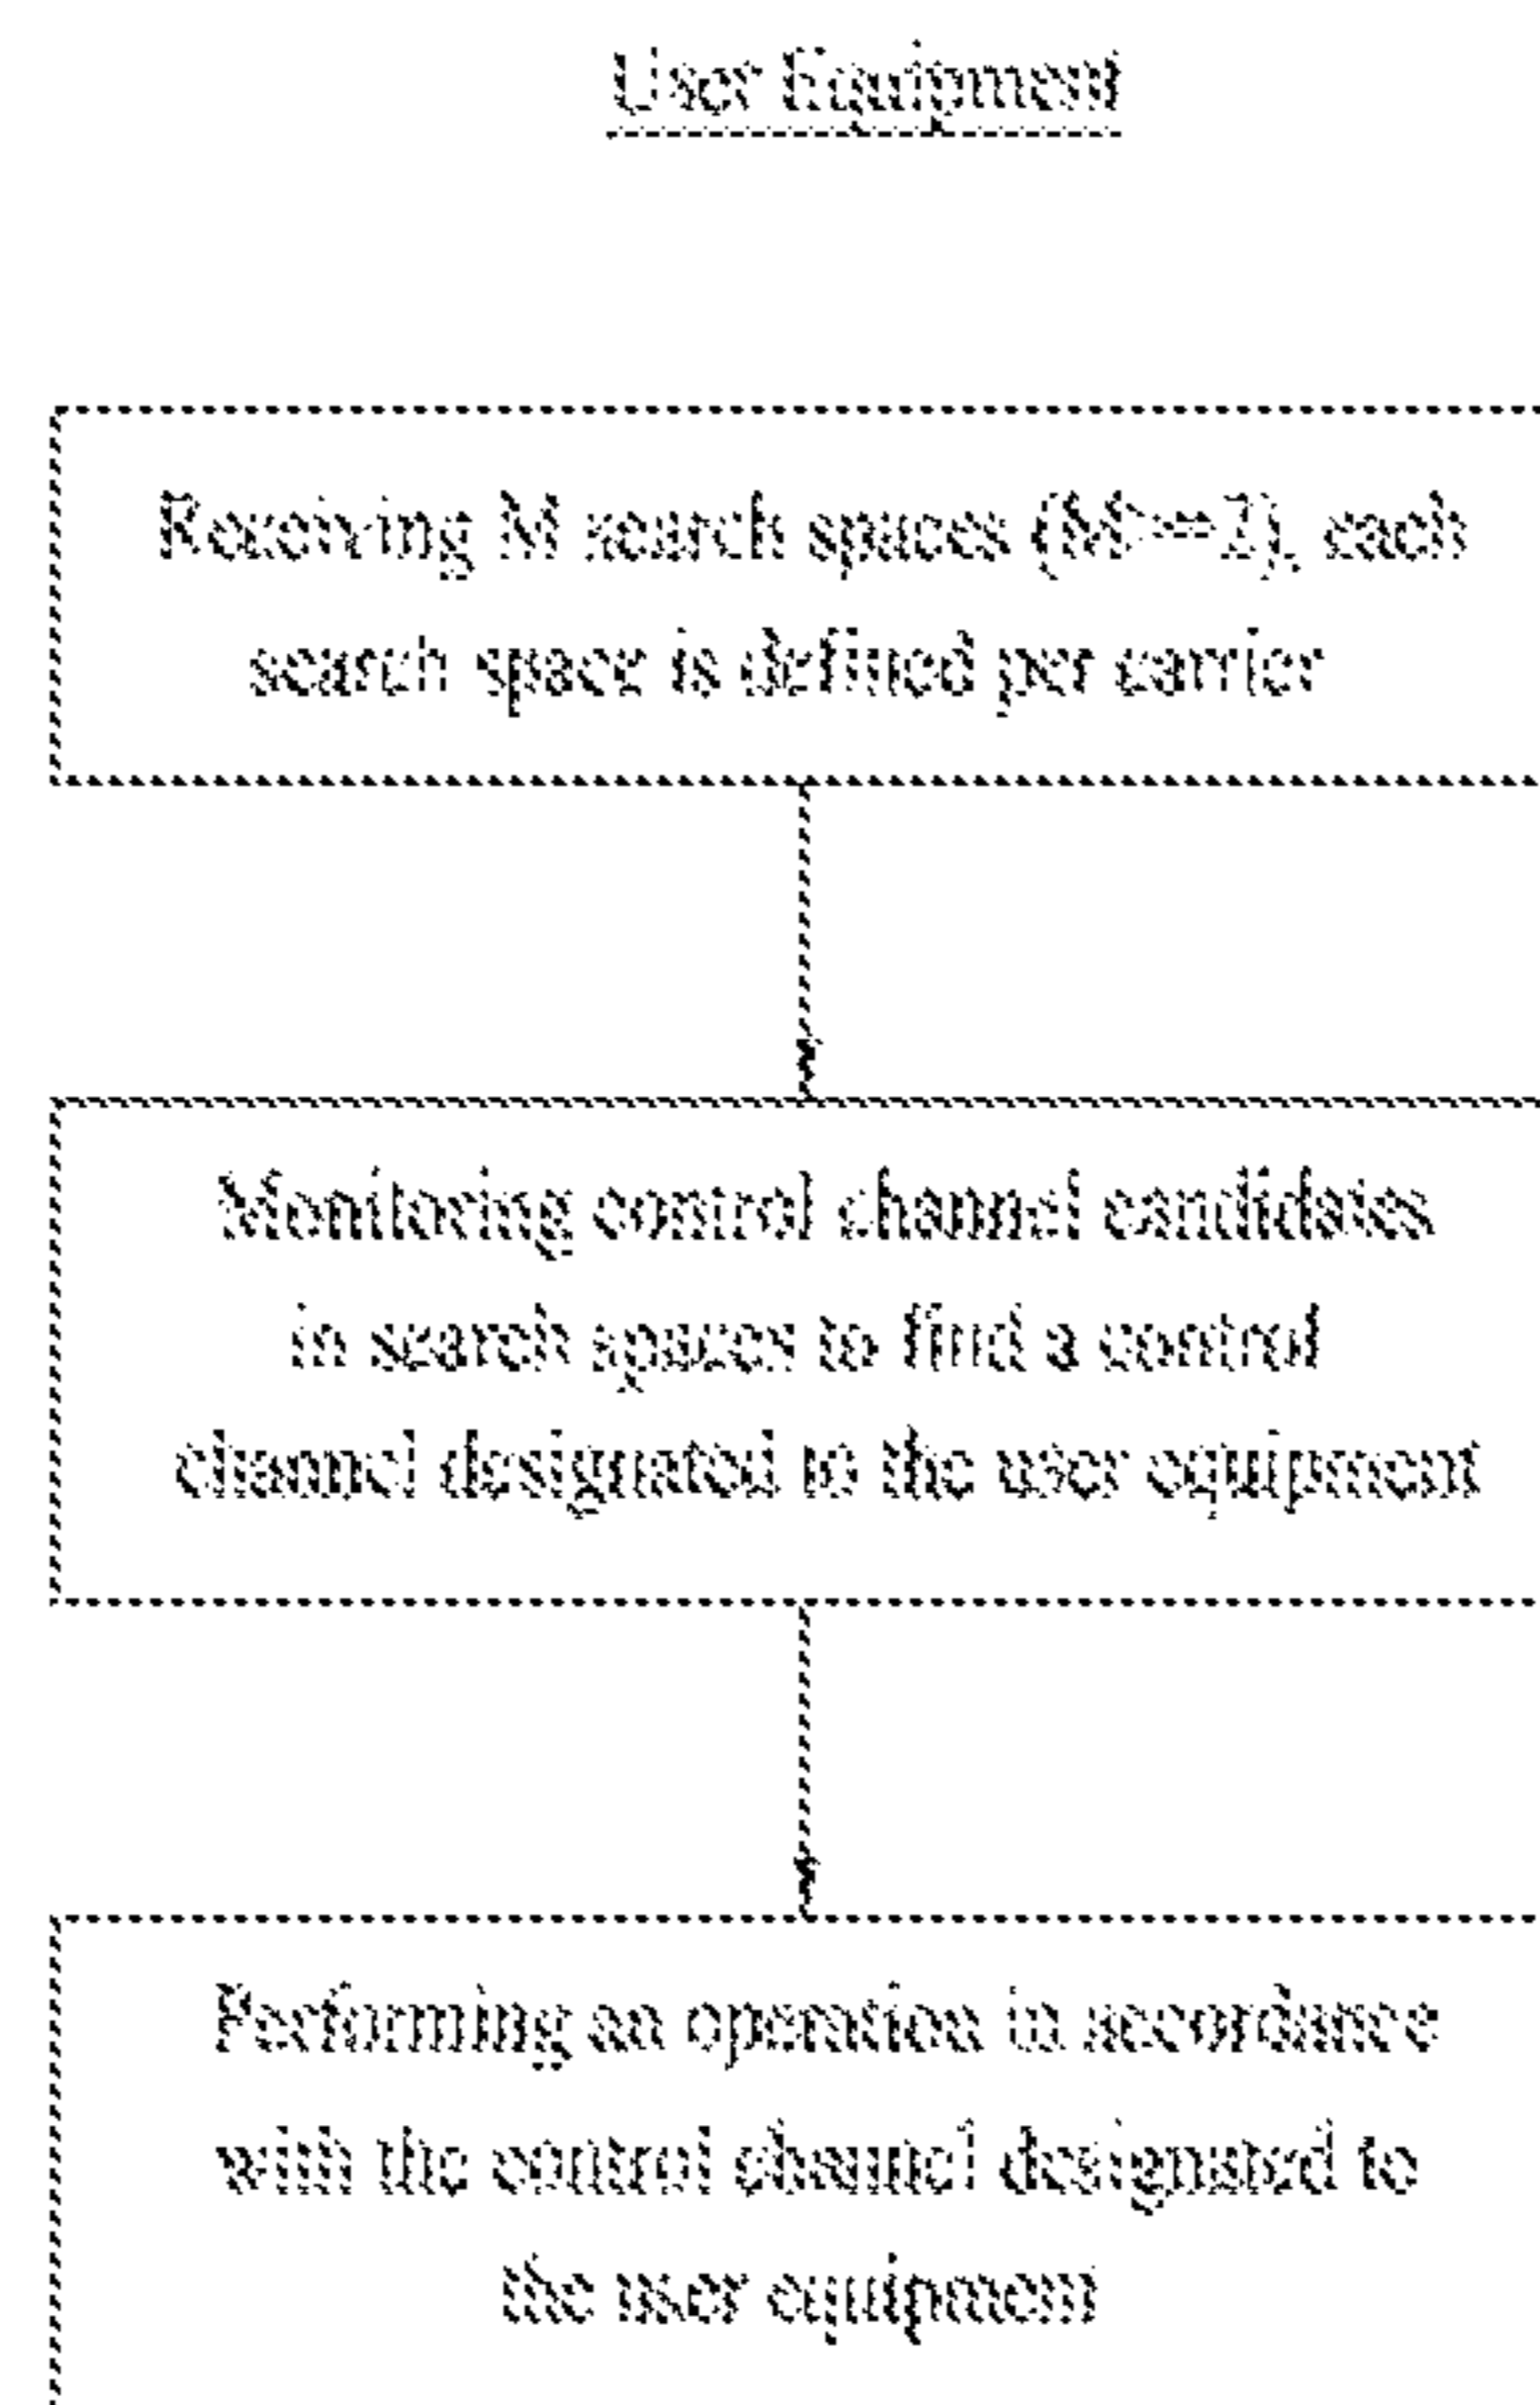 User Equipment
Receiving M search spaces (M>=2), each
search space is defined per carrier
Monitoring control channel candidates
in search spaces to find a control
channel designated to the user equipment
Performing an operation in accordance
with the control channel designated to
the user equipment